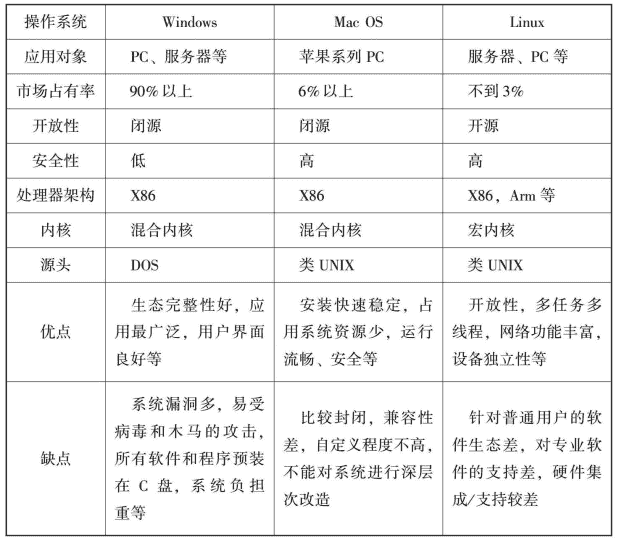 操作系统 Windows Mac OS Linux
应用对象 PC、服务器等 苹果系列 PC 服务器、PC 等
市场占有率 90%以上 6%以上 不到 3%
开放性 闭源 闭源 开源
安全性 低 高 高
处理器架构 X86 X86 X86，Arm 等
内核 混合内核 混合内核 宏内核
源头 DOS 类 UNIX 类 UNIX
优点
生态完整性好，应
用最广泛，用户界面
良好等
安装快速稳定，占
用系统资源少，运行
流畅、安全等
开放性，多任务多
线程，网络功能丰富，
设备独立性等
缺点
系统漏洞多，易受
病毒和木马的攻击，
所有软件和程序预装
在 C 盘，系统负担
重等
比较封闭，兼容性
差，自定义程度不高，
不能对系统进行深层
次改造
针对普通用户的软
件生态差，对专业软
件的支持差，硬件集
成/支持较差